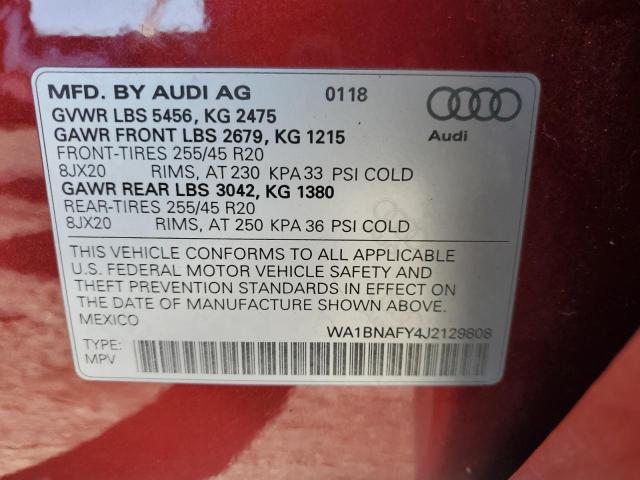 MFD. BY AUDI AG 0118
GVWR LBS 5456, KG 2475
GAWR FRONT LBS 2679, KG 1215
Audi
FRONT-TIRES 255/45 R20
8JX20 RIMS, AT 230 KPA 33 PSI COLD
GAWR REAR LBS 3042, KG 1380
REAR-TIRES 255/45 R20
8JX20 RIMS, AT 250 KPA 36 PSI COLD
THIS VEHICLE CONFORMS TO ALL APPLICABLE
U.S. FEDERAL MOTOR VEHICLE SAFETY AND
THEFT PREVENTION STANDARDS IN EFFECT ON
THE DATE OF MANUFACTURE SHOWN ABOVE.
MEXICO
WA1BNAFY4J2129808
TYPE:
MPV